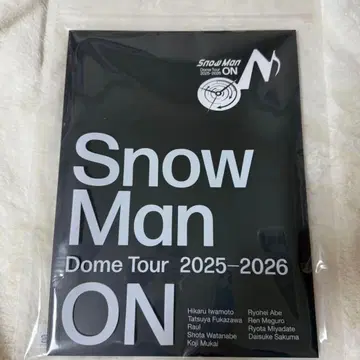 Snow Man
Dome Tour
2025-2026 ON
Snow
Man
Dome Tour 2025–2026
ON
Hikaru Iwamoto
Tatsuya Fukazawa
Raul
Shota Watanabe
Koji Mukai
Ryohei Abe
Ren Meguro
Ryota Miyadate
Daisuke Sakuma